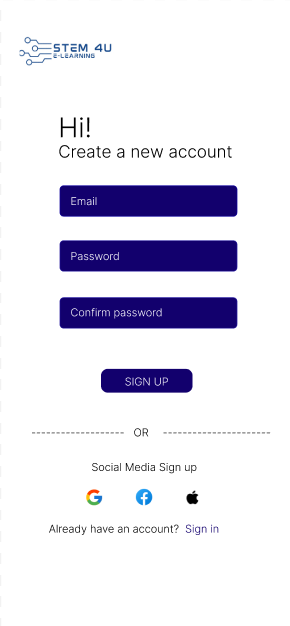 STEM 4U
E-LEARNING
Hi!
Create a new account
Email
Password
Confirm password
SIGN UP
OR
Social Media Sign up
Already have an account? Sign in